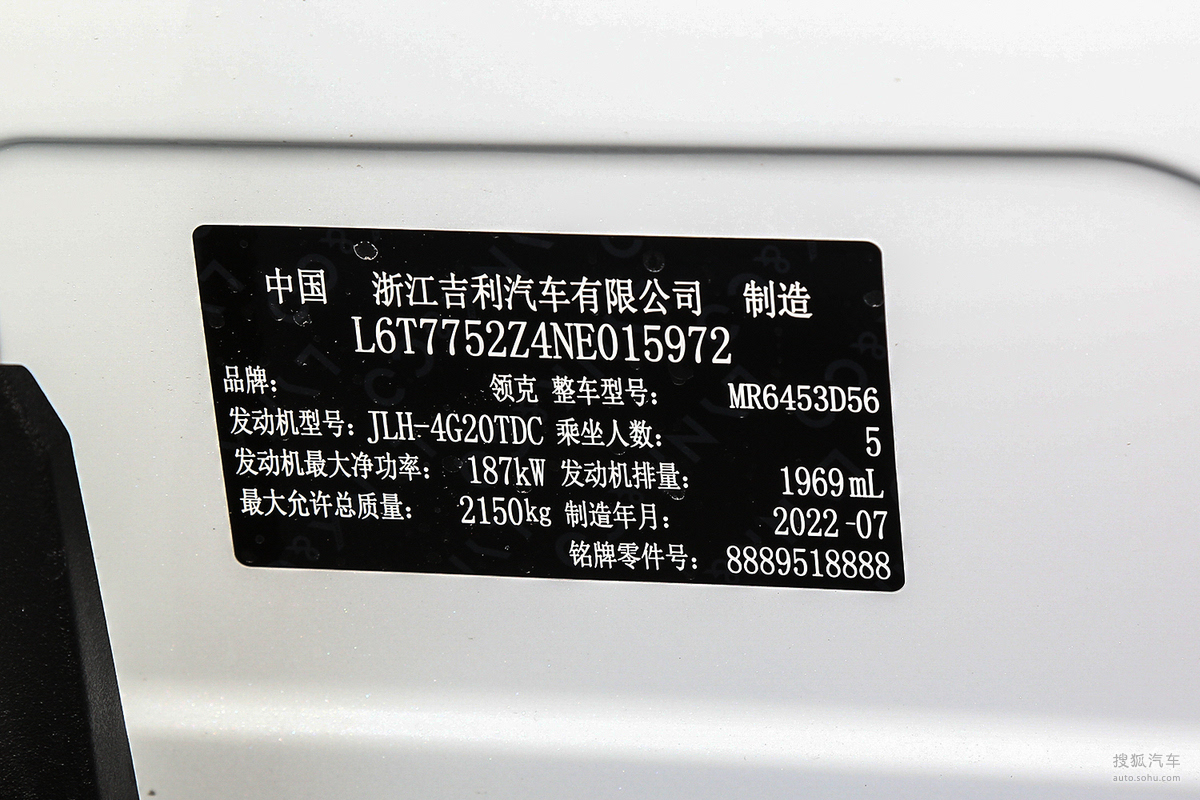 中国 浙江吉利汽车有限公司 制造
L6T7752Z4NE015972
品牌： 领克 整车型号： MR6453D56
发动机型号：JLH-4G20TDC 乘坐人数： 5
发动机最大净功率： 187kW 发动机排量： 1969mL
最大允许总质量： 2150kg 制造年月： 2022-07
铭牌零件号： 8889518888
搜狐汽车
auto.sohu.com